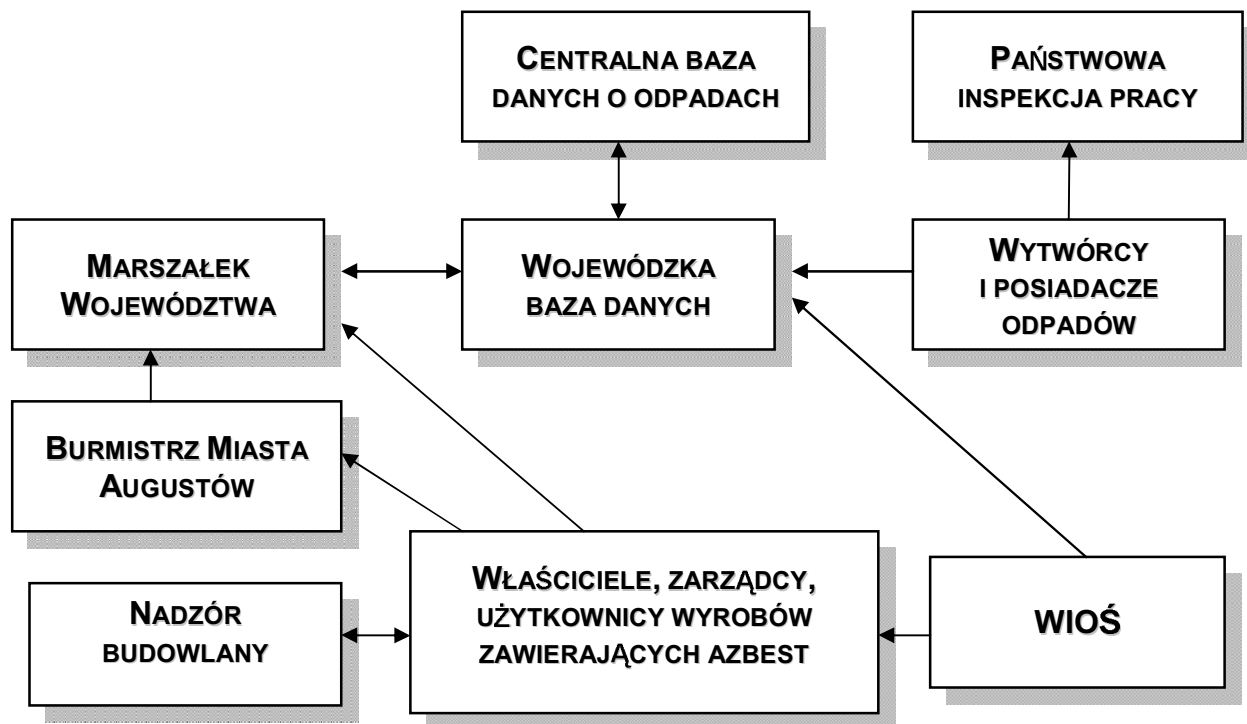 CENTRALNA BAZA
DANYCH O ODPADACH
PAŃSTWOWA
INSPEKCJA PRACY
MARSZAŁEK
WOJEWÓDZTWA
WOJEWÓDZKA
BAZA DANYCH
WYTWÓRCY
I POSIADACZE
ODPADÓW
BURMISTRZ MIASTA
AUGUSTÓW
NADZÓR
BUDOWLANY
WŁAŚCICIELE, ZARZĄDCY,
UŻYTKOWNICY WYROBÓW
ZAWIERAJĄCYCH AZBEST
WIOŚ